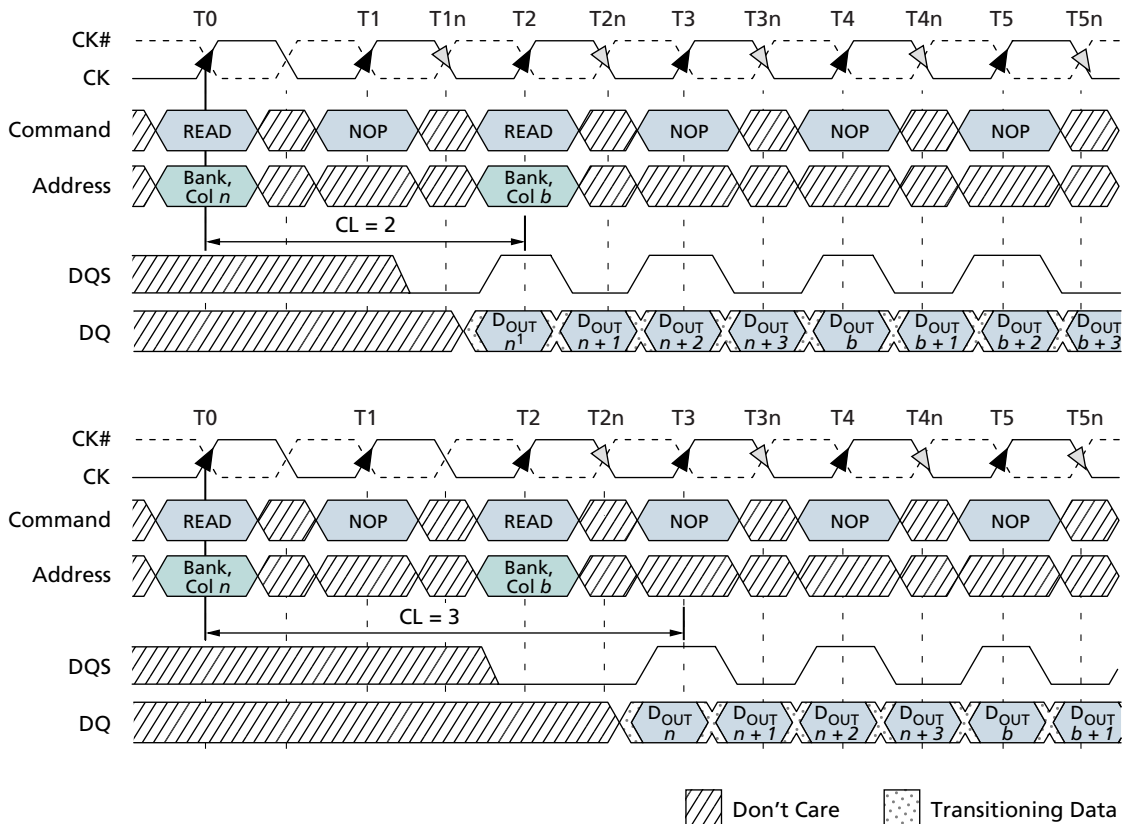 T0 T1 T1n T2 T2n T3 T3n T4 T4n T5 T5n
CK#
CK
Command READ NOP READ NOP NOP NOP
Address Bank, Col n Bank, Col b
CL = 2
DQS
DQ DOUT n¹ DOUT n + 1 DOUT n + 2 DOUT n + 3 DOUT b DOUT b + 1 DOUT b + 2 DOUT b + 3
T0 T1 T2 T2n T3 T3n T4 T4n T5 T5n
CK#
CK
Command READ NOP READ NOP NOP NOP
Address Bank, Col n Bank, Col b
CL = 3
DQS
DQ DOUT n DOUT n + 1 DOUT n + 2 DOUT n + 3 DOUT b DOUT b + 1
Don't Care Transitioning Data